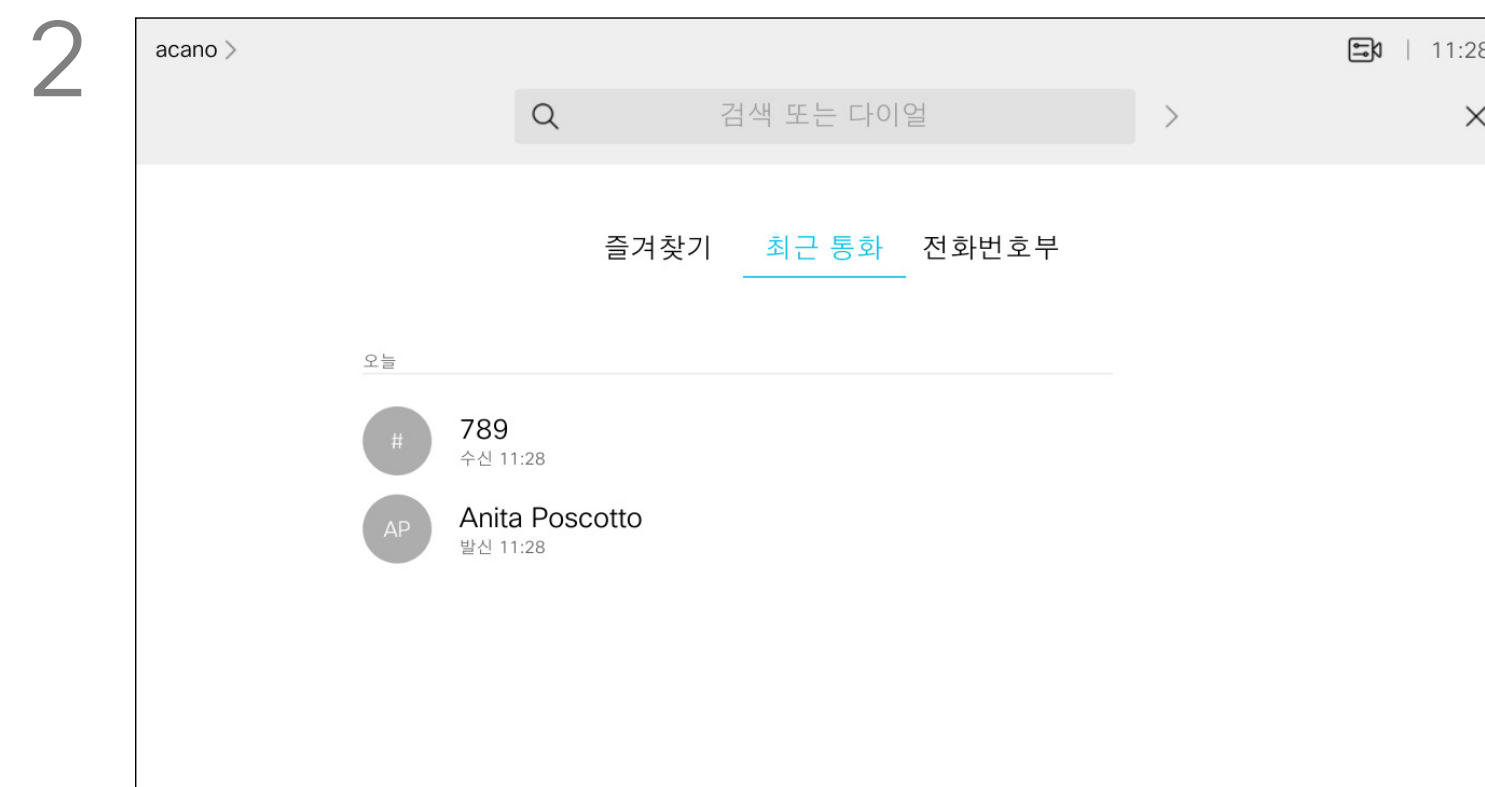 2
acano
11:28
검색 또는 다이얼
즐겨찾기 최근 통화 전화번호부
오늘
#
789
수신 11:28
AP
Anita Poscotto
발신 11:28